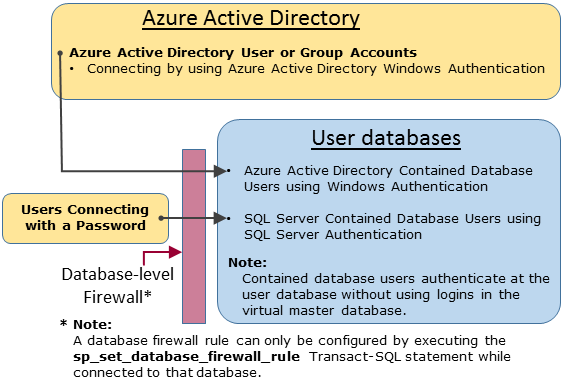 Azure Active Directory
Azure Active Directory User or Group Accounts
• Connecting by using Azure Active Directory Windows Authentication
User databases
• Azure Active Directory Contained Database
Users using Windows Authentication
Users Connecting
with a Password
• SQL Server Contained Database Users using
SQL Server Authentication
Database-level
Firewall*
Note:
Contained database users authenticate at the
user database without using logins in the
virtual master database.
* Note:
A database firewall rule can only be configured by executing the
sp_set_database_firewall_rule Transact-SQL statement while
connected to that database.